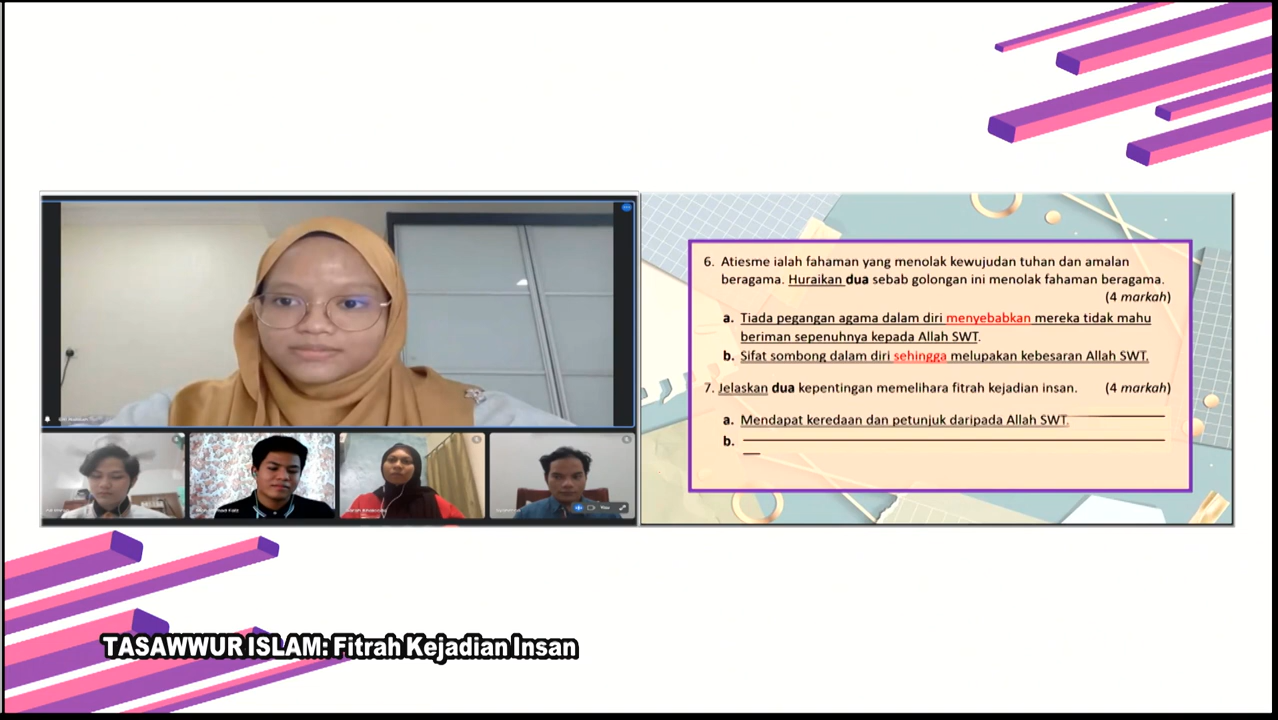 6. Atiesme ialah fahaman yang menolak kewujudan tuhan dan amalan
beragama. Huraikan dua sebab golongan ini menolak fahaman beragama.
(4 markah)
a. Tiada pegangan agama dalam diri menyebabkan mereka tidak mahu
beriman sepenuhnya kepada Allah SWT.
b. Sifat sombong dalam diri sehingga melupakan kebesaran Allah SWT.
7. Jelaskan dua kepentingan memelihara fitrah kejadian insan. (4 markah)
a. Mendapat keredaan dan petunjuk daripada Allah SWT.
b.
You
TASAWWUR ISLAM: Fitrah Kejadian Insan